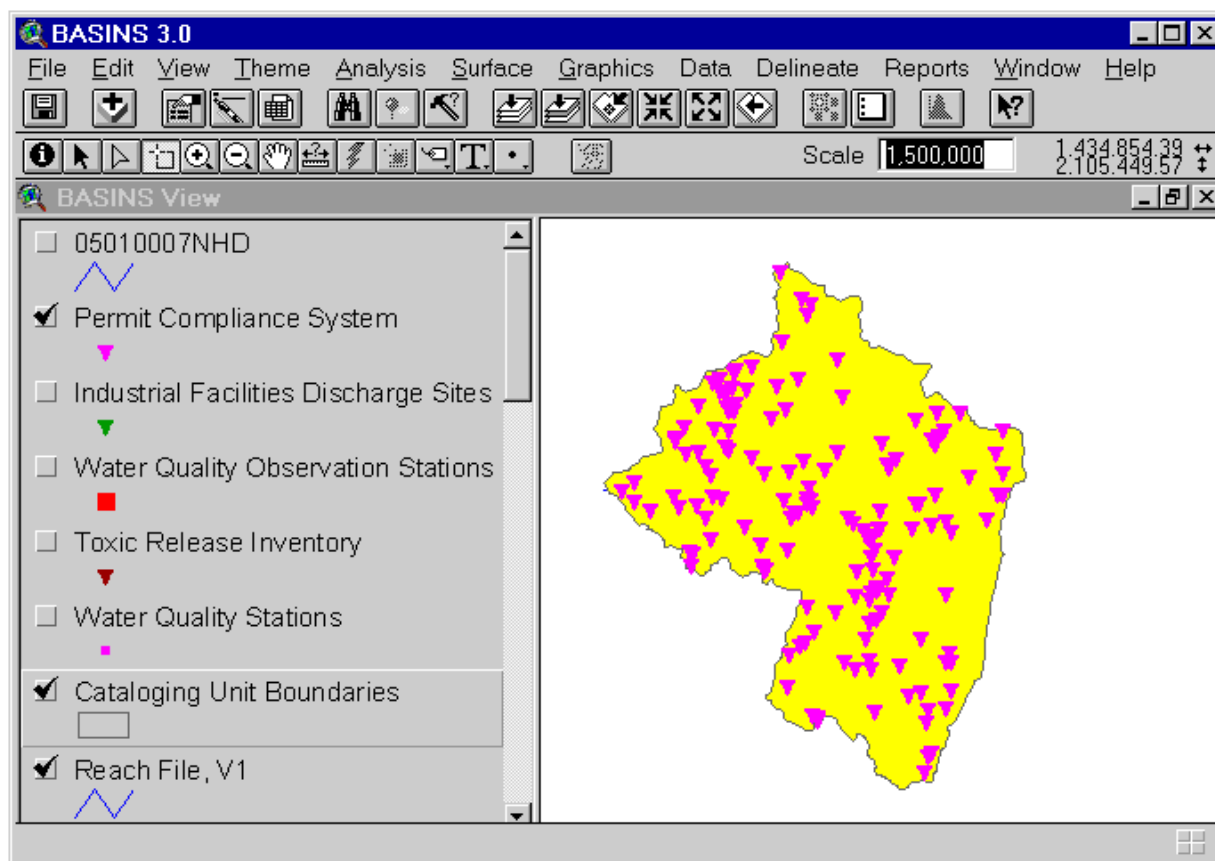 BASINS 3.0
File Edit View Theme Analysis Surface Graphics Data Delineate Reports Window Help
T
Scale 1,500,000 1,434,854.39
2,105,449.57
BASINS View
05010007NHD
Permit Compliance System
Industrial Facilities Discharge Sites
Water Quality Observation Stations
Toxic Release Inventory
Water Quality Stations
Cataloging Unit Boundaries
Reach File, V1